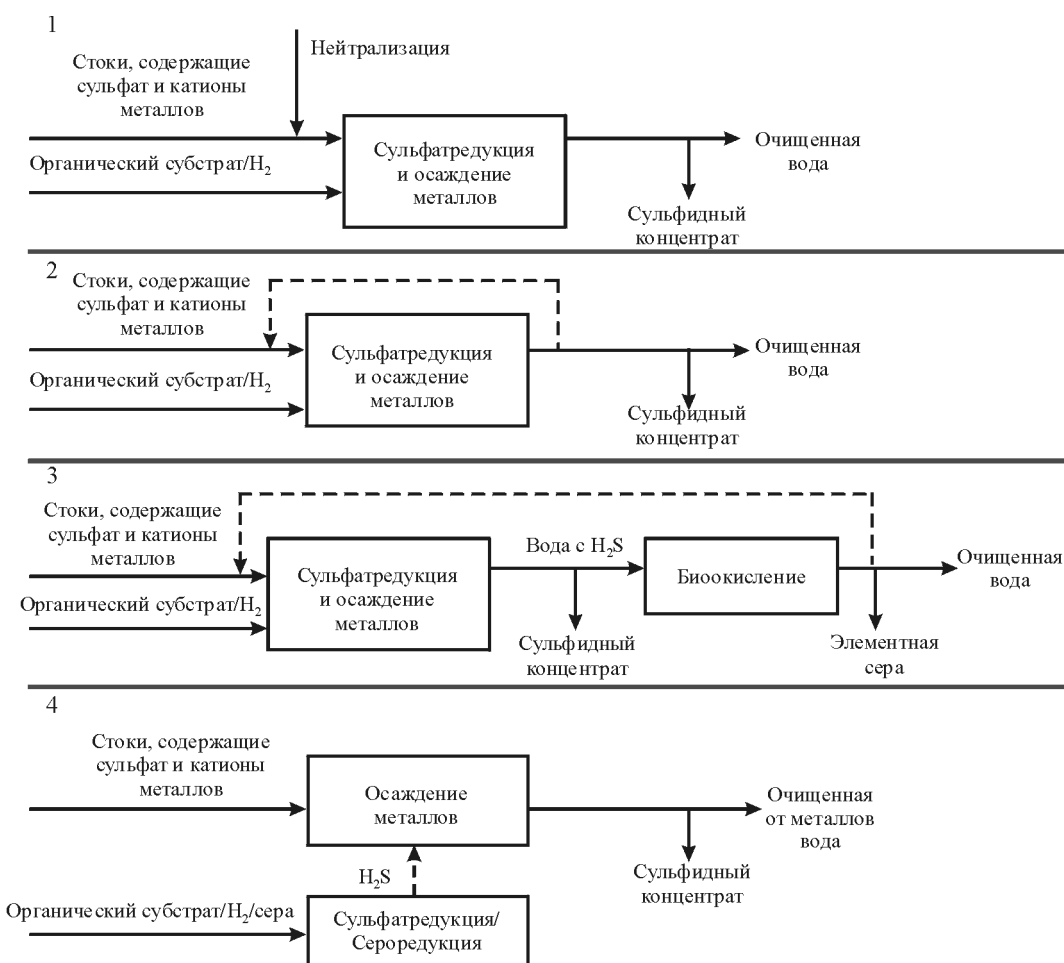 1
Нейтрализация
Стоки, содержащие
сульфат и катионы
металлов
Органический субстрат/H₂
Сульфатредукция
и осаждение
металлов
Очищенная
вода
Сульфидный
концентрат
2
Стоки, содержащие
сульфат и катионы
металлов
Органический субстрат/H₂
Сульфатредукция
и осаждение
металлов
Очищенная
вода
Сульфидный
концентрат
3
Стоки, содержащие
сульфат и катионы
металлов
Органический субстрат/H₂
Сульфатредукция
и осаждение
металлов
Вода с H₂S
Сульфидный
концентрат
Биоокисление
Очищенная
вода
Элементная
сера
4
Стоки, содержащие
сульфат и катионы
металлов
Осаждение
металлов
Очищенная
от металлов
вода
Сульфидный
концентрат
H₂S
Органический субстрат/H₂/сера
Сульфатредукция/
Сероредукция